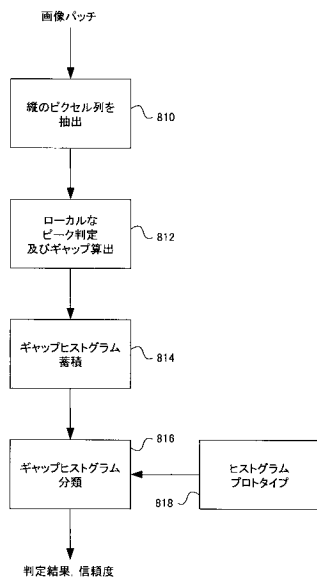 画像パッチ
縦のピクセル列を
抽出
810
ローカルな
ピーク判定
及びギャップ算出
812
ギャップヒストグラム
蓄積
814
ギャップヒストグラム
分類
816
ヒストグラム
プロトタイプ
818
判定結果，信頼度